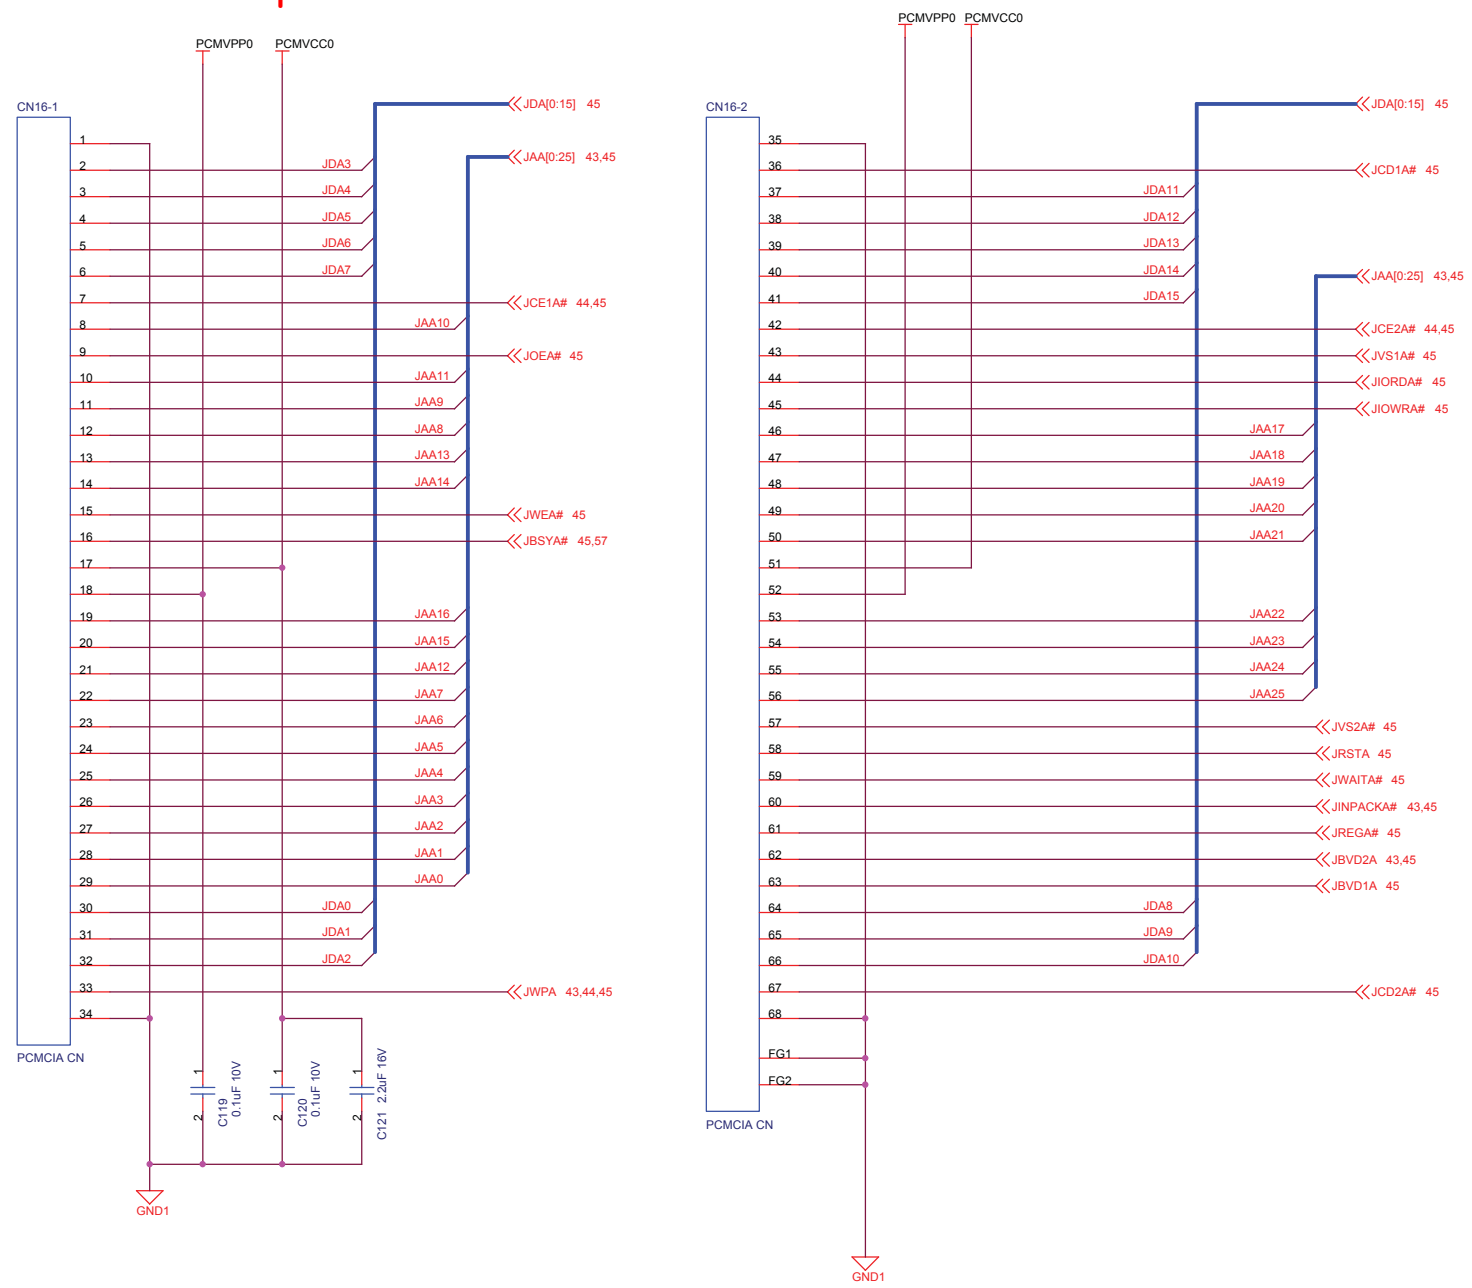 PCMVPP0 PCMVCC0
CN16-1
JDA[0:15] 45
1
JAA[0:25] 43,45
2 JDA3
3 JDA4
4 JDA5
5 JDA6
6 JDA7
7 JCE1A# 44,45
8 JAA10
9 JOEA# 45
10 JAA11
11 JAA9
12 JAA8
13 JAA13
14 JAA14
15 JWEA# 45
16 JBSYA# 45,57
17
18
19 JAA16
20 JAA15
21 JAA12
22 JAA7
23 JAA6
24 JAA5
25 JAA4
26 JAA3
27 JAA2
28 JAA1
29 JAA0
30 JDA0
31 JDA1
32 JDA2
33 JWPA 43,44,45
34
PCMCIA CN
1 2 C119 0.1uF 10V
1 2 C120 0.1uF 10V
1 2 C121 2.2uF 16V
GND1
PCMVPP0 PCMVCC0
CN16-2
JDA[0:15] 45
35
36 JCD1A# 45
37 JDA11
38 JDA12
39 JDA13
40 JDA14
JAA[0:25] 43,45
41 JDA15
42 JCE2A# 44,45
43 JVS1A# 45
44 JIORDA# 45
45 JIOWRA# 45
46 JAA17
47 JAA18
48 JAA19
49 JAA20
50 JAA21
51
52
53 JAA22
54 JAA23
55 JAA24
56 JAA25
57 JVS2A# 45
58 JRSTA 45
59 JWAITA# 45
60 JINPACKA# 43,45
61 JREGA# 45
62 JBVD2A 43,45
63 JBVD1A 45
64 JDA8
65 JDA9
66 JDA10
67 JCD2A# 45
68
FG1
FG2
PCMCIA CN
GND1